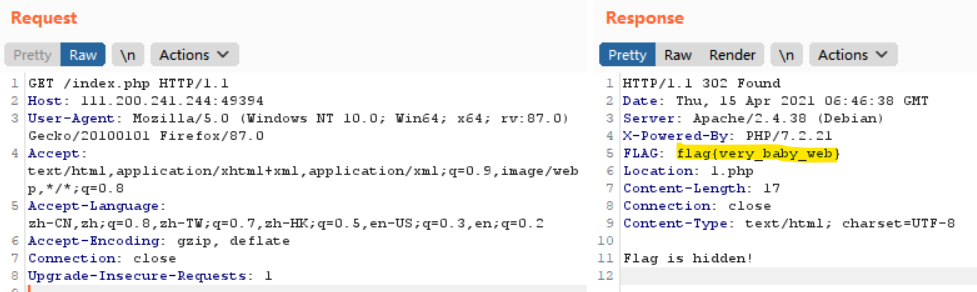 Request
Pretty Raw \n Actions
1 GET /index.php HTTP/1.1
2 Host: 111.200.241.244:49394
3 User-Agent: Mozilla/5.0 (Windows NT 10.0; Win64; x64; rv:87.0)
Gecko/20100101 Firefox/87.0
4 Accept:
text/html,application/xhtml+xml,application/xml;q=0.9,image/web
p,*/*;q=0.8
5 Accept-Language:
zh-CN,zh;q=0.8,zh-TW;q=0.7,zh-HK;q=0.5,en-US;q=0.3,en;q=0.2
6 Accept-Encoding: gzip, deflate
7 Connection: close
8 Upgrade-Insecure-Requests: 1
9
Response
Pretty Raw Render \n Actions
1 HTTP/1.1 302 Found
2 Date: Thu, 15 Apr 2021 06:46:38 GMT
3 Server: Apache/2.4.38 (Debian)
4 X-Powered-By: PHP/7.2.21
5 FLAG: flag{very_baby_web}
6 Location: 1.php
7 Content-Length: 17
8 Connection: close
9 Content-Type: text/html; charset=UTF-8
10
11 Flag is hidden!
12